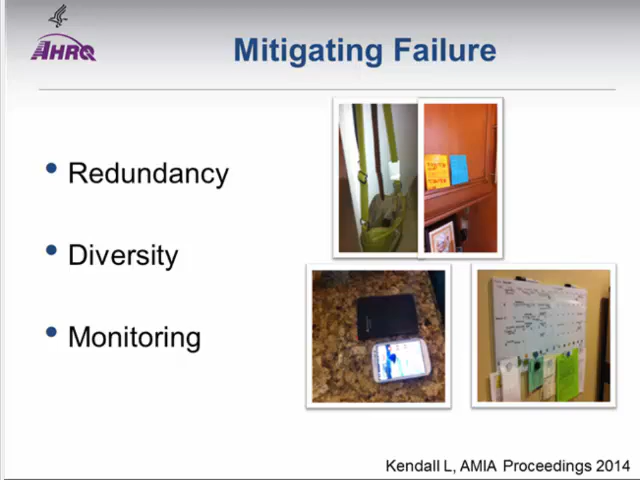 AHRQ
Mitigating Failure
• Redundancy
• Diversity
• Monitoring
Kendall L, AMIA Proceedings 2014